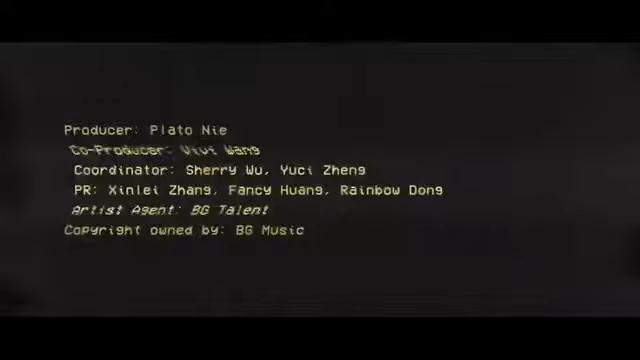 Producer: Plato Nie
Co-Producer: Vivi Wang
Coordinator: Sherry Wu, Yuci Zheng
PR: Xinlei Zhang, Fancy Huang, Rainbow Dong
Artist Agent: BG Talent
Copyright owned by: BG Music